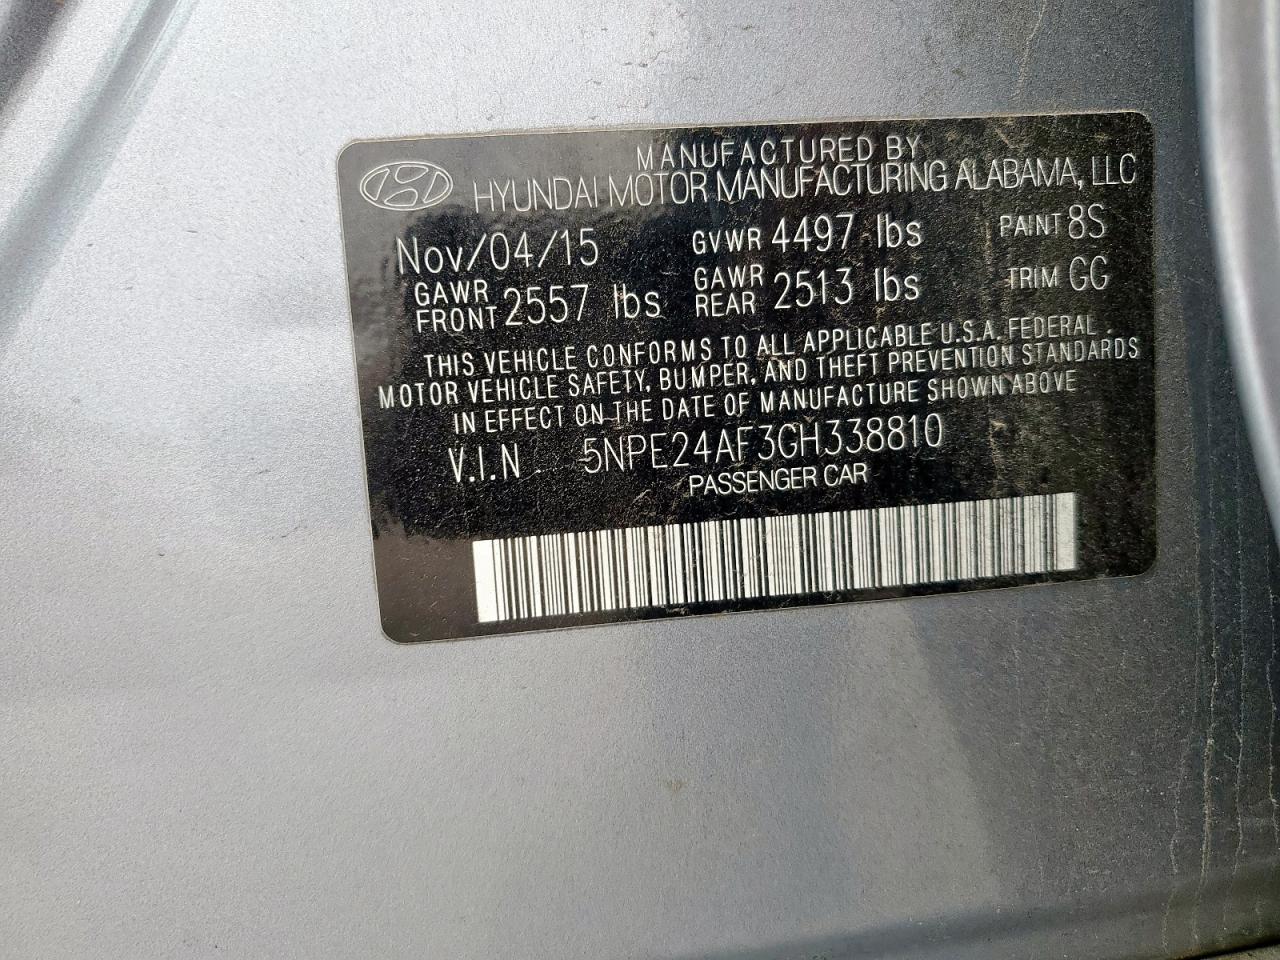 MANUFACTURED BY
HYUNDAI MOTOR MANUFACTURING ALABAMA, LLC
Nov/04/15 GVWR 4497 lbs PAINT 8S
GAWR FRONT 2557 lbs GAWR REAR 2513 lbs TRIM GG
THIS VEHICLE CONFORMS TO ALL APPLICABLE U.S.A. FEDERAL
MOTOR VEHICLE SAFETY, BUMPER, AND THEFT PREVENTION STANDARDS
IN EFFECT ON THE DATE OF MANUFACTURE SHOWN ABOVE
V.I.N 5NPE24AF3GH338810
PASSENGER CAR